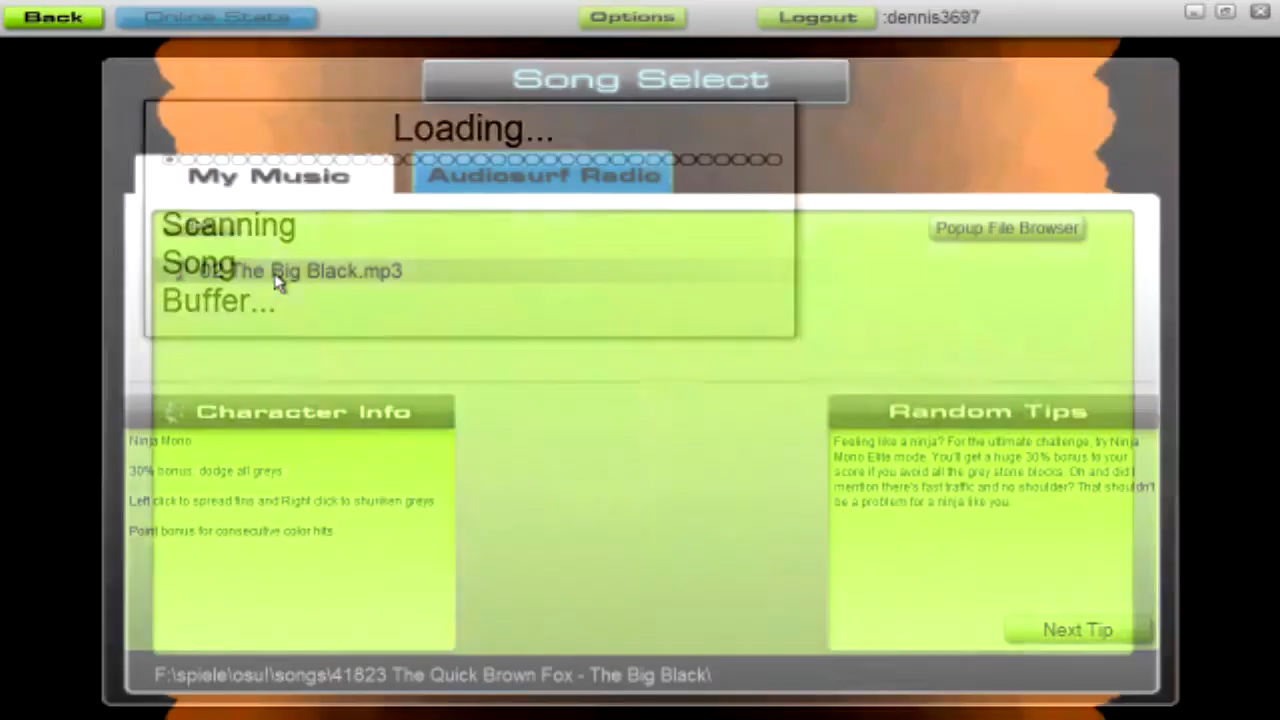 Back
Online Stats
Options
Logout
:dennis3697
Song Select
Loading...
My Music
Audiosurf Radio
Scanning
Song
Buffer...
02 The Big Black.mp3
Popup File Browser
Character Info
Ninja Mono
30% bonus: dodge all greys
Left click to spread fins and Right click to shuriken greys
Point bonus for consecutive color hits
Random Tips
Feeling like a ninja? For the ultimate challenge, try Ninja
Mono Elite mode. You'll get a huge 30% bonus to your
score if you avoid all the grey stone blocks. Oh and did I
mention there's fast traffic and no shoulder? That shouldn't
be a problem for a ninja like you.
Next Tip
F:\spiele\osu!\songs\41823 The Quick Brown Fox - The Big Black\